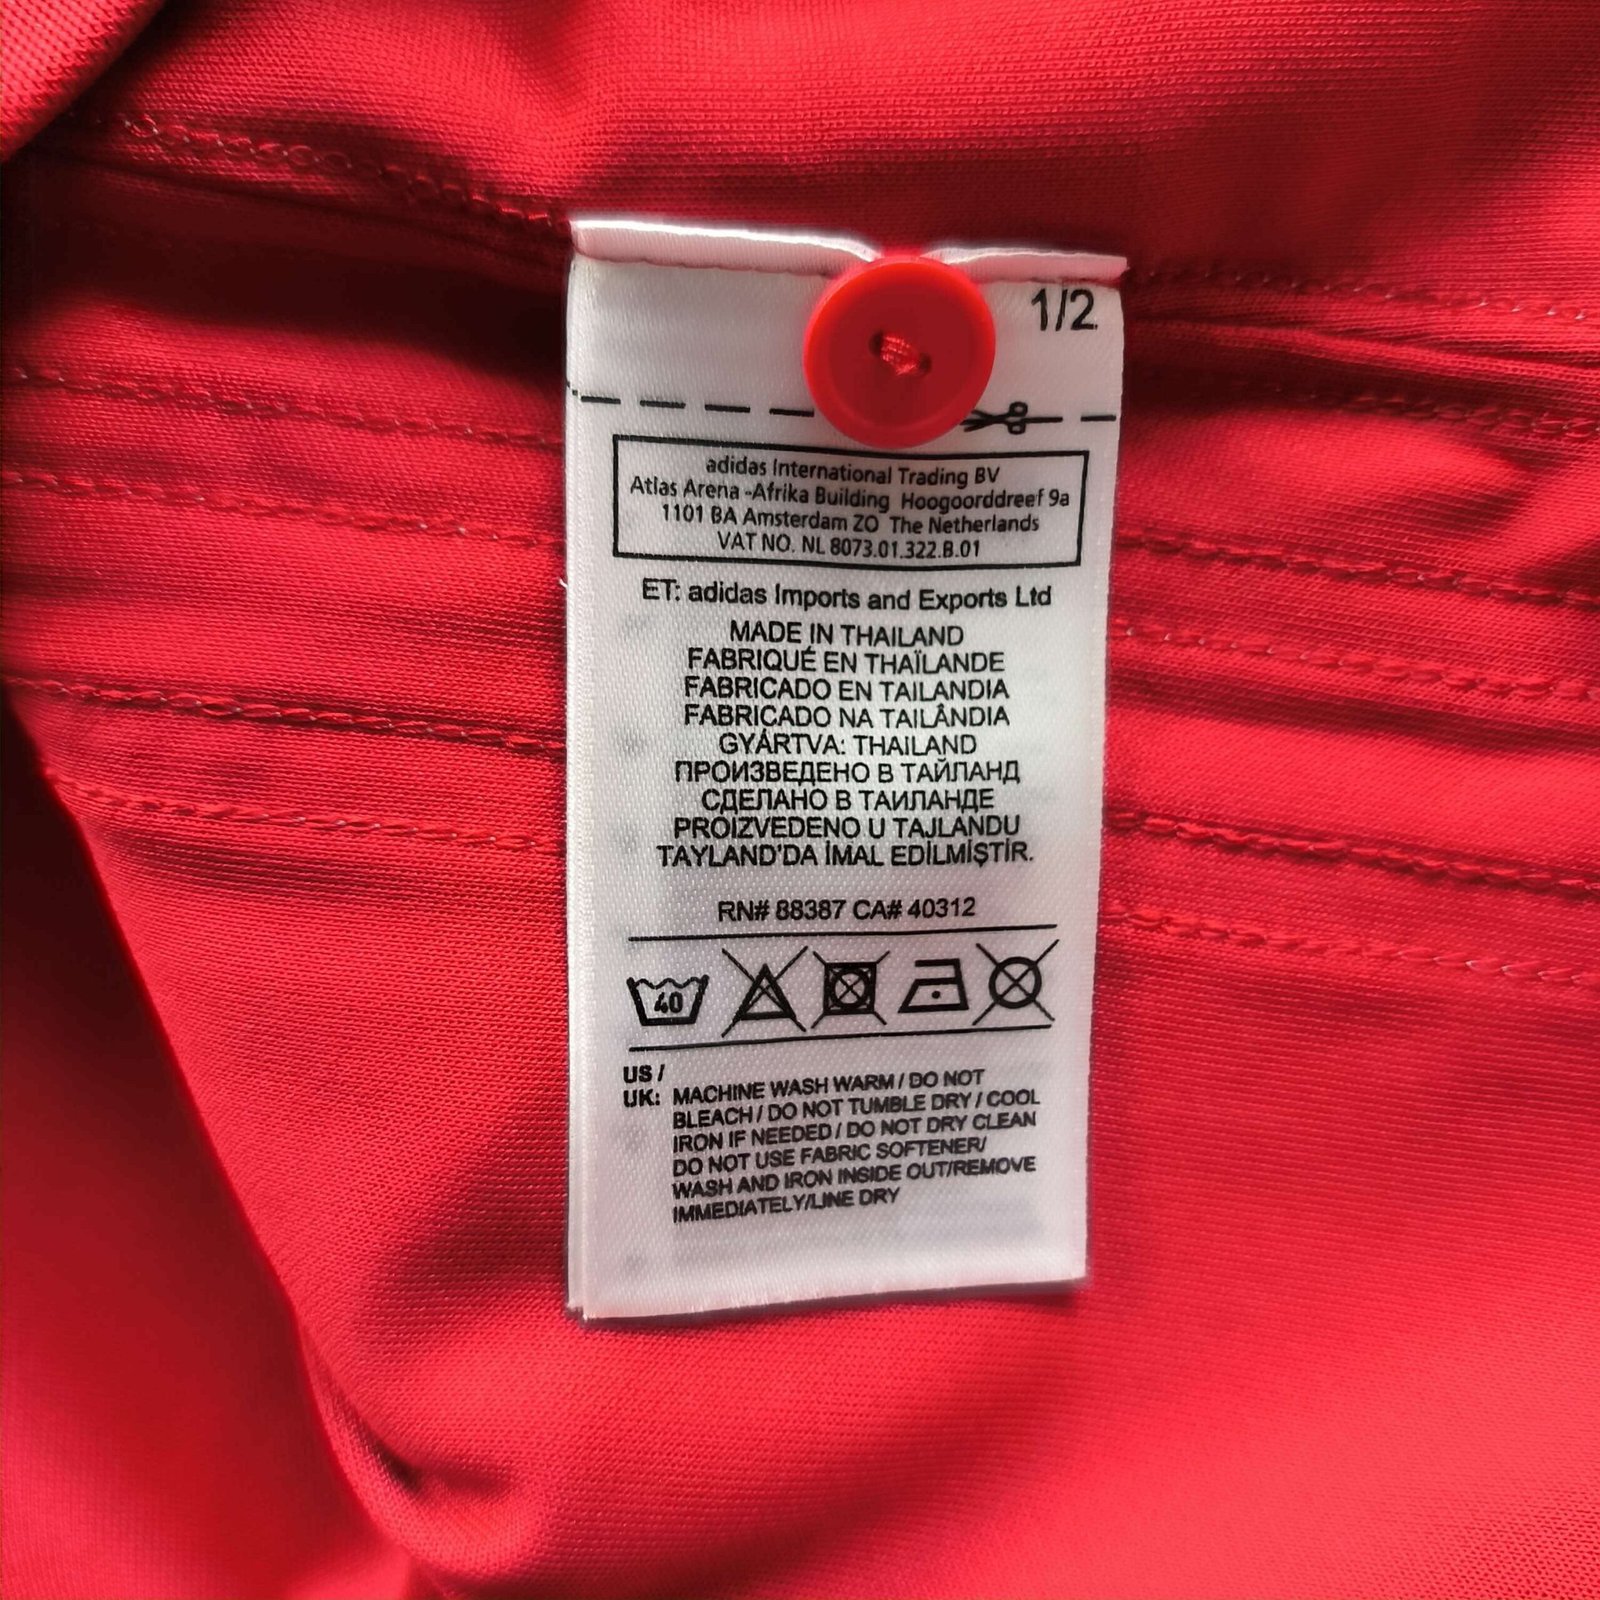 1/2
adidas International Trading BV
Atlas Arena -Afrika Building Hoogoorddreef 9a
1101 BA Amsterdam ZO The Netherlands
VAT NO. NL 8073.01.322.B.01
ET: adidas Imports and Exports Ltd
MADE IN THAILAND
FABRIQUÉ EN THAÏLANDE
FABRICADO EN TAILANDIA
FABRICADO NA TAILÂNDIA
GYÁRTVA: THAILAND
ПРОИЗВЕДЕНО В ТАЙЛАНД
СДЕЛАНО В ТАИЛАНДЕ
PROIZVEDENO U TAJLANDU
TAYLAND'DA İMAL EDİLMİŞTİR.
RN# 88387 CA# 40312
40
US /
UK: MACHINE WASH WARM / DO NOT
BLEACH / DO NOT TUMBLE DRY / COOL
IRON IF NEEDED / DO NOT DRY CLEAN
DO NOT USE FABRIC SOFTENER/
WASH AND IRON INSIDE OUT/REMOVE
IMMEDIATELY/LINE DRY